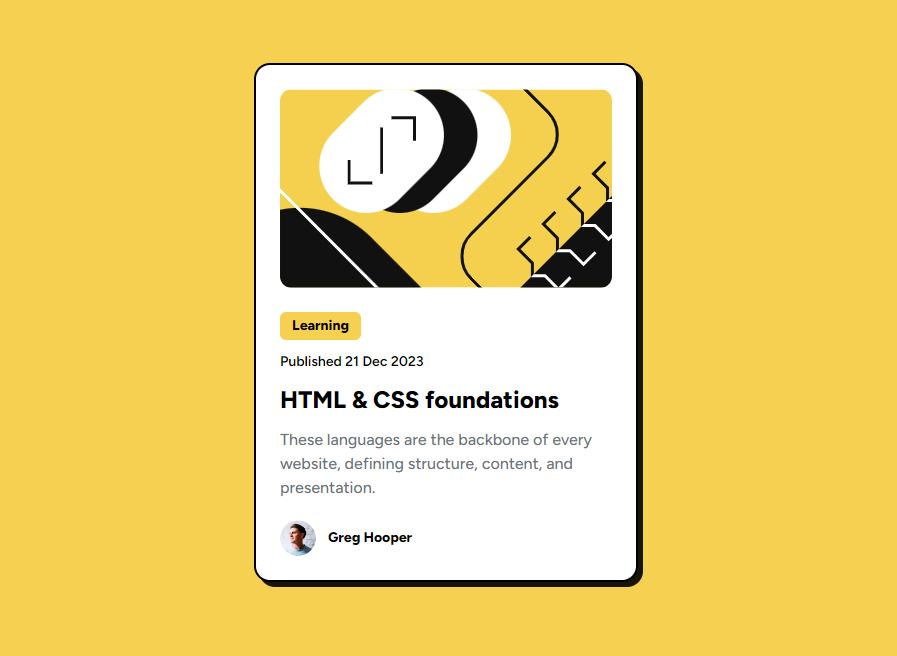 Learning
Published 21 Dec 2023
HTML & CSS foundations
These languages are the backbone of every
website, defining structure, content, and
presentation.
Greg Hooper